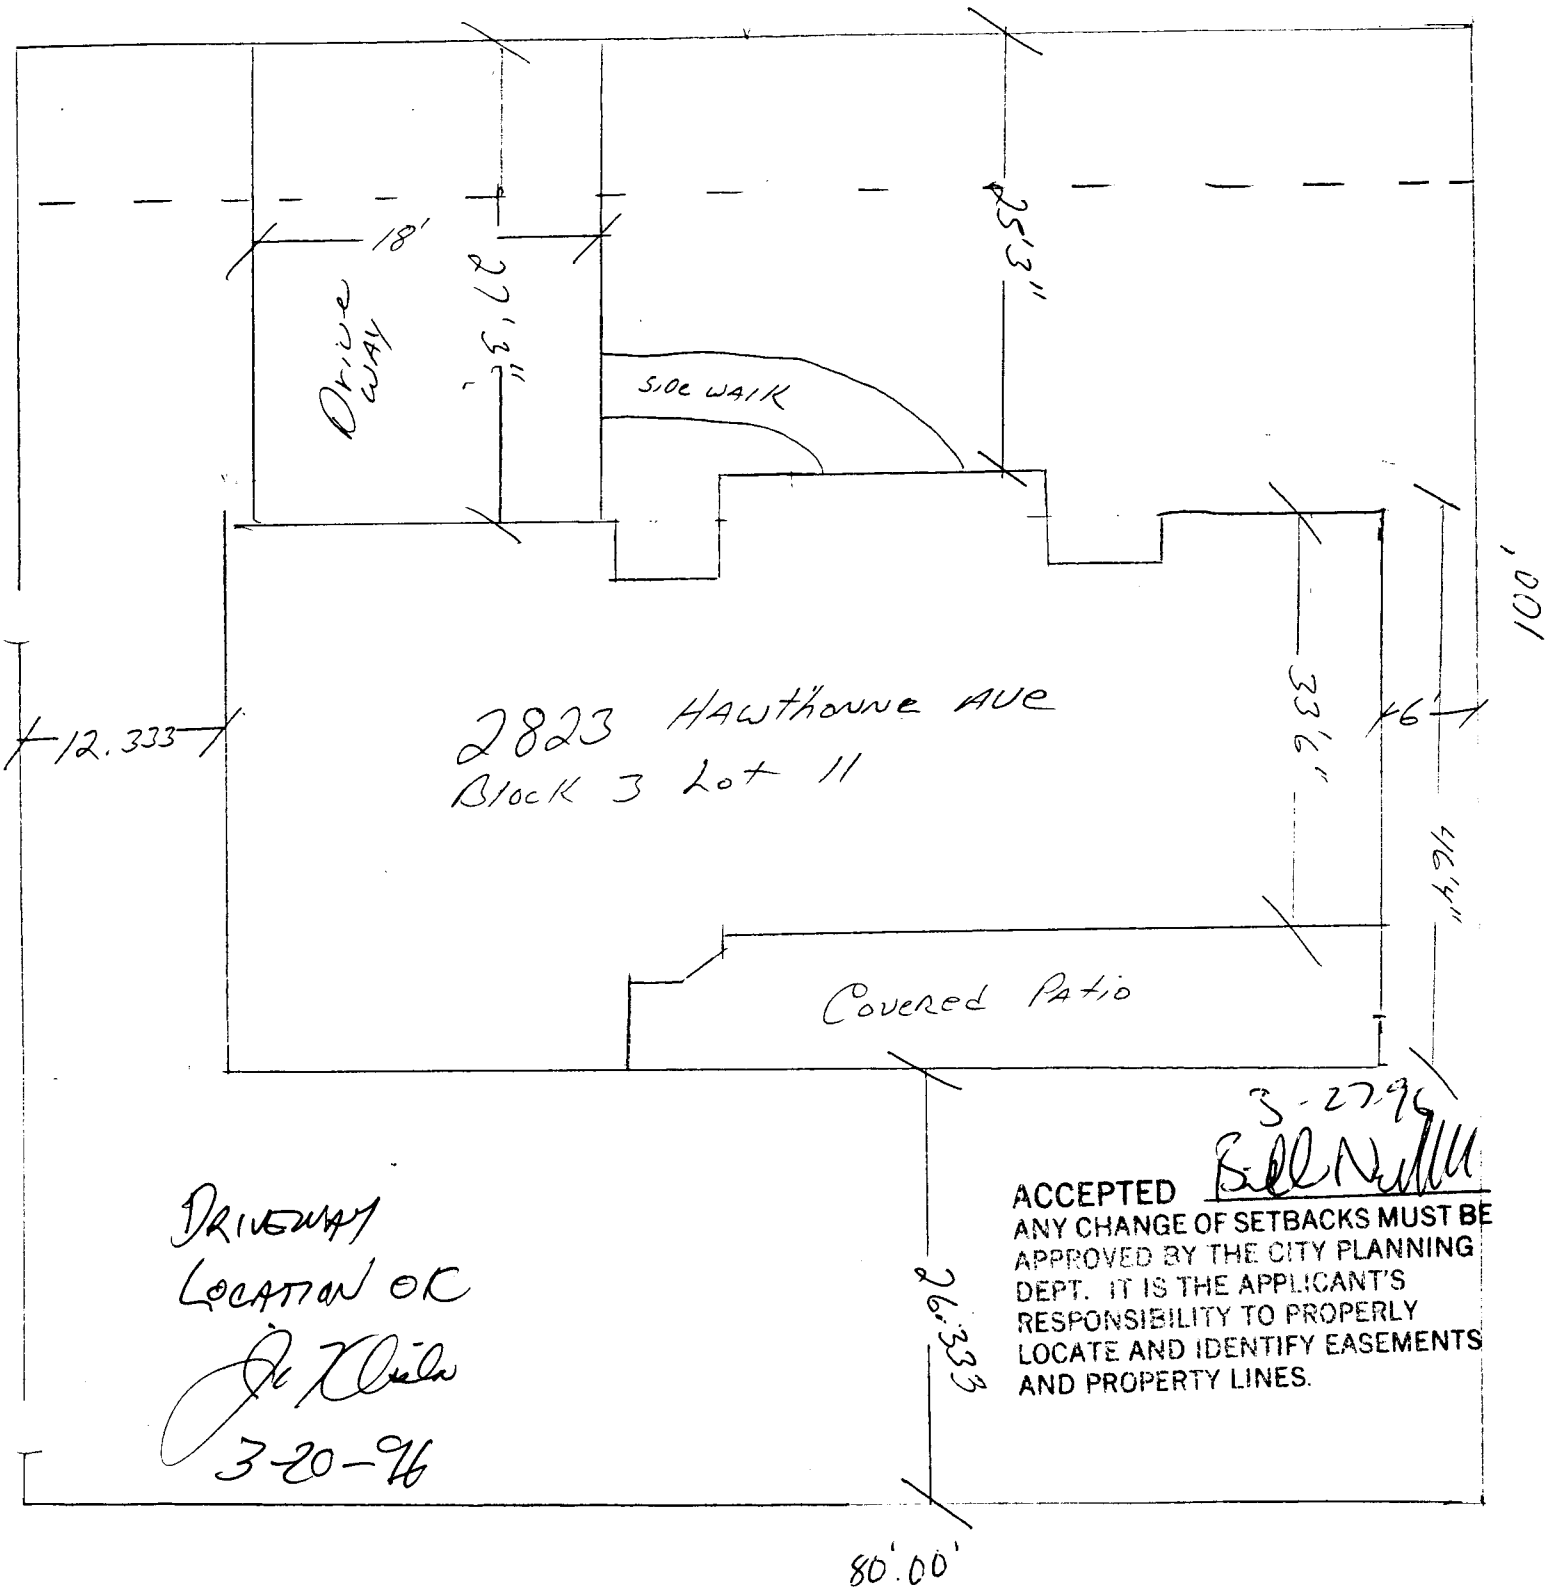 18'
Drive
WAY
27'3"
25'3"
SIDE WALK
100'
2823 HAWthorne AVE
Block 3 Lot 11
12.333
33'6"
6'
46'4"
Covered PAtio
3-27-96
ACCEPTED
ANY CHANGE OF SETBACKS MUST BE
APPROVED BY THE CITY PLANNING
DEPT. IT IS THE APPLICANT'S
RESPONSIBILITY TO PROPERLY
LOCATE AND IDENTIFY EASEMENTS
AND PROPERTY LINES.
DRIVEWAY
LOCATION OK
3-20-96
26.333
80'.00'